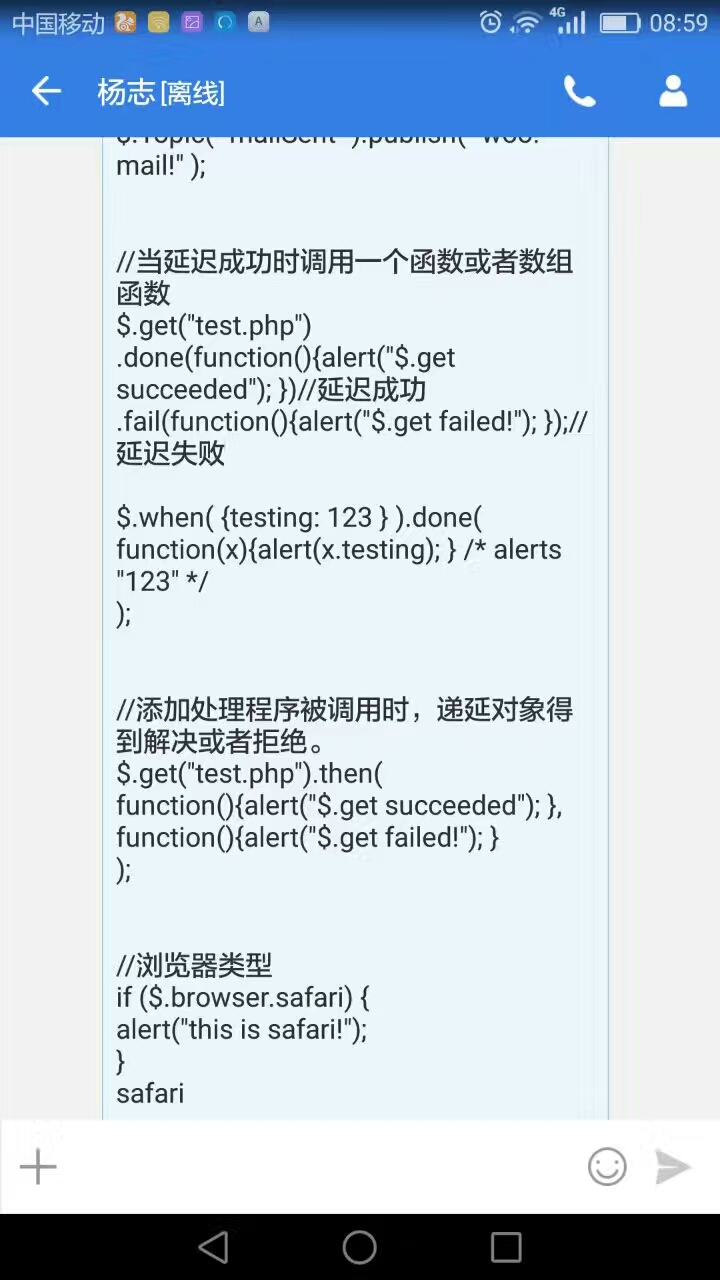 中国移动
4G
08:59
杨志[离线]
$.Topic( "mailSent" ).publish( "woo!
mail!" );
//当延迟成功时调用一个函数或者数组
函数
$.get("test.php")
.done(function(){alert("$.get
succeeded"); })//延迟成功
.fail(function(){alert("$.get failed!"); });//
延迟失败
$.when( {testing: 123 } ).done(
function(x){alert(x.testing); } /* alerts
"123" */
);
//添加处理程序被调用时，递延对象得
到解决或者拒绝。
$.get("test.php").then(
function(){alert("$.get succeeded"); },
function(){alert("$.get failed!"); }
);
//浏览器类型
if ($.browser.safari) {
alert("this is safari!");
}
safari